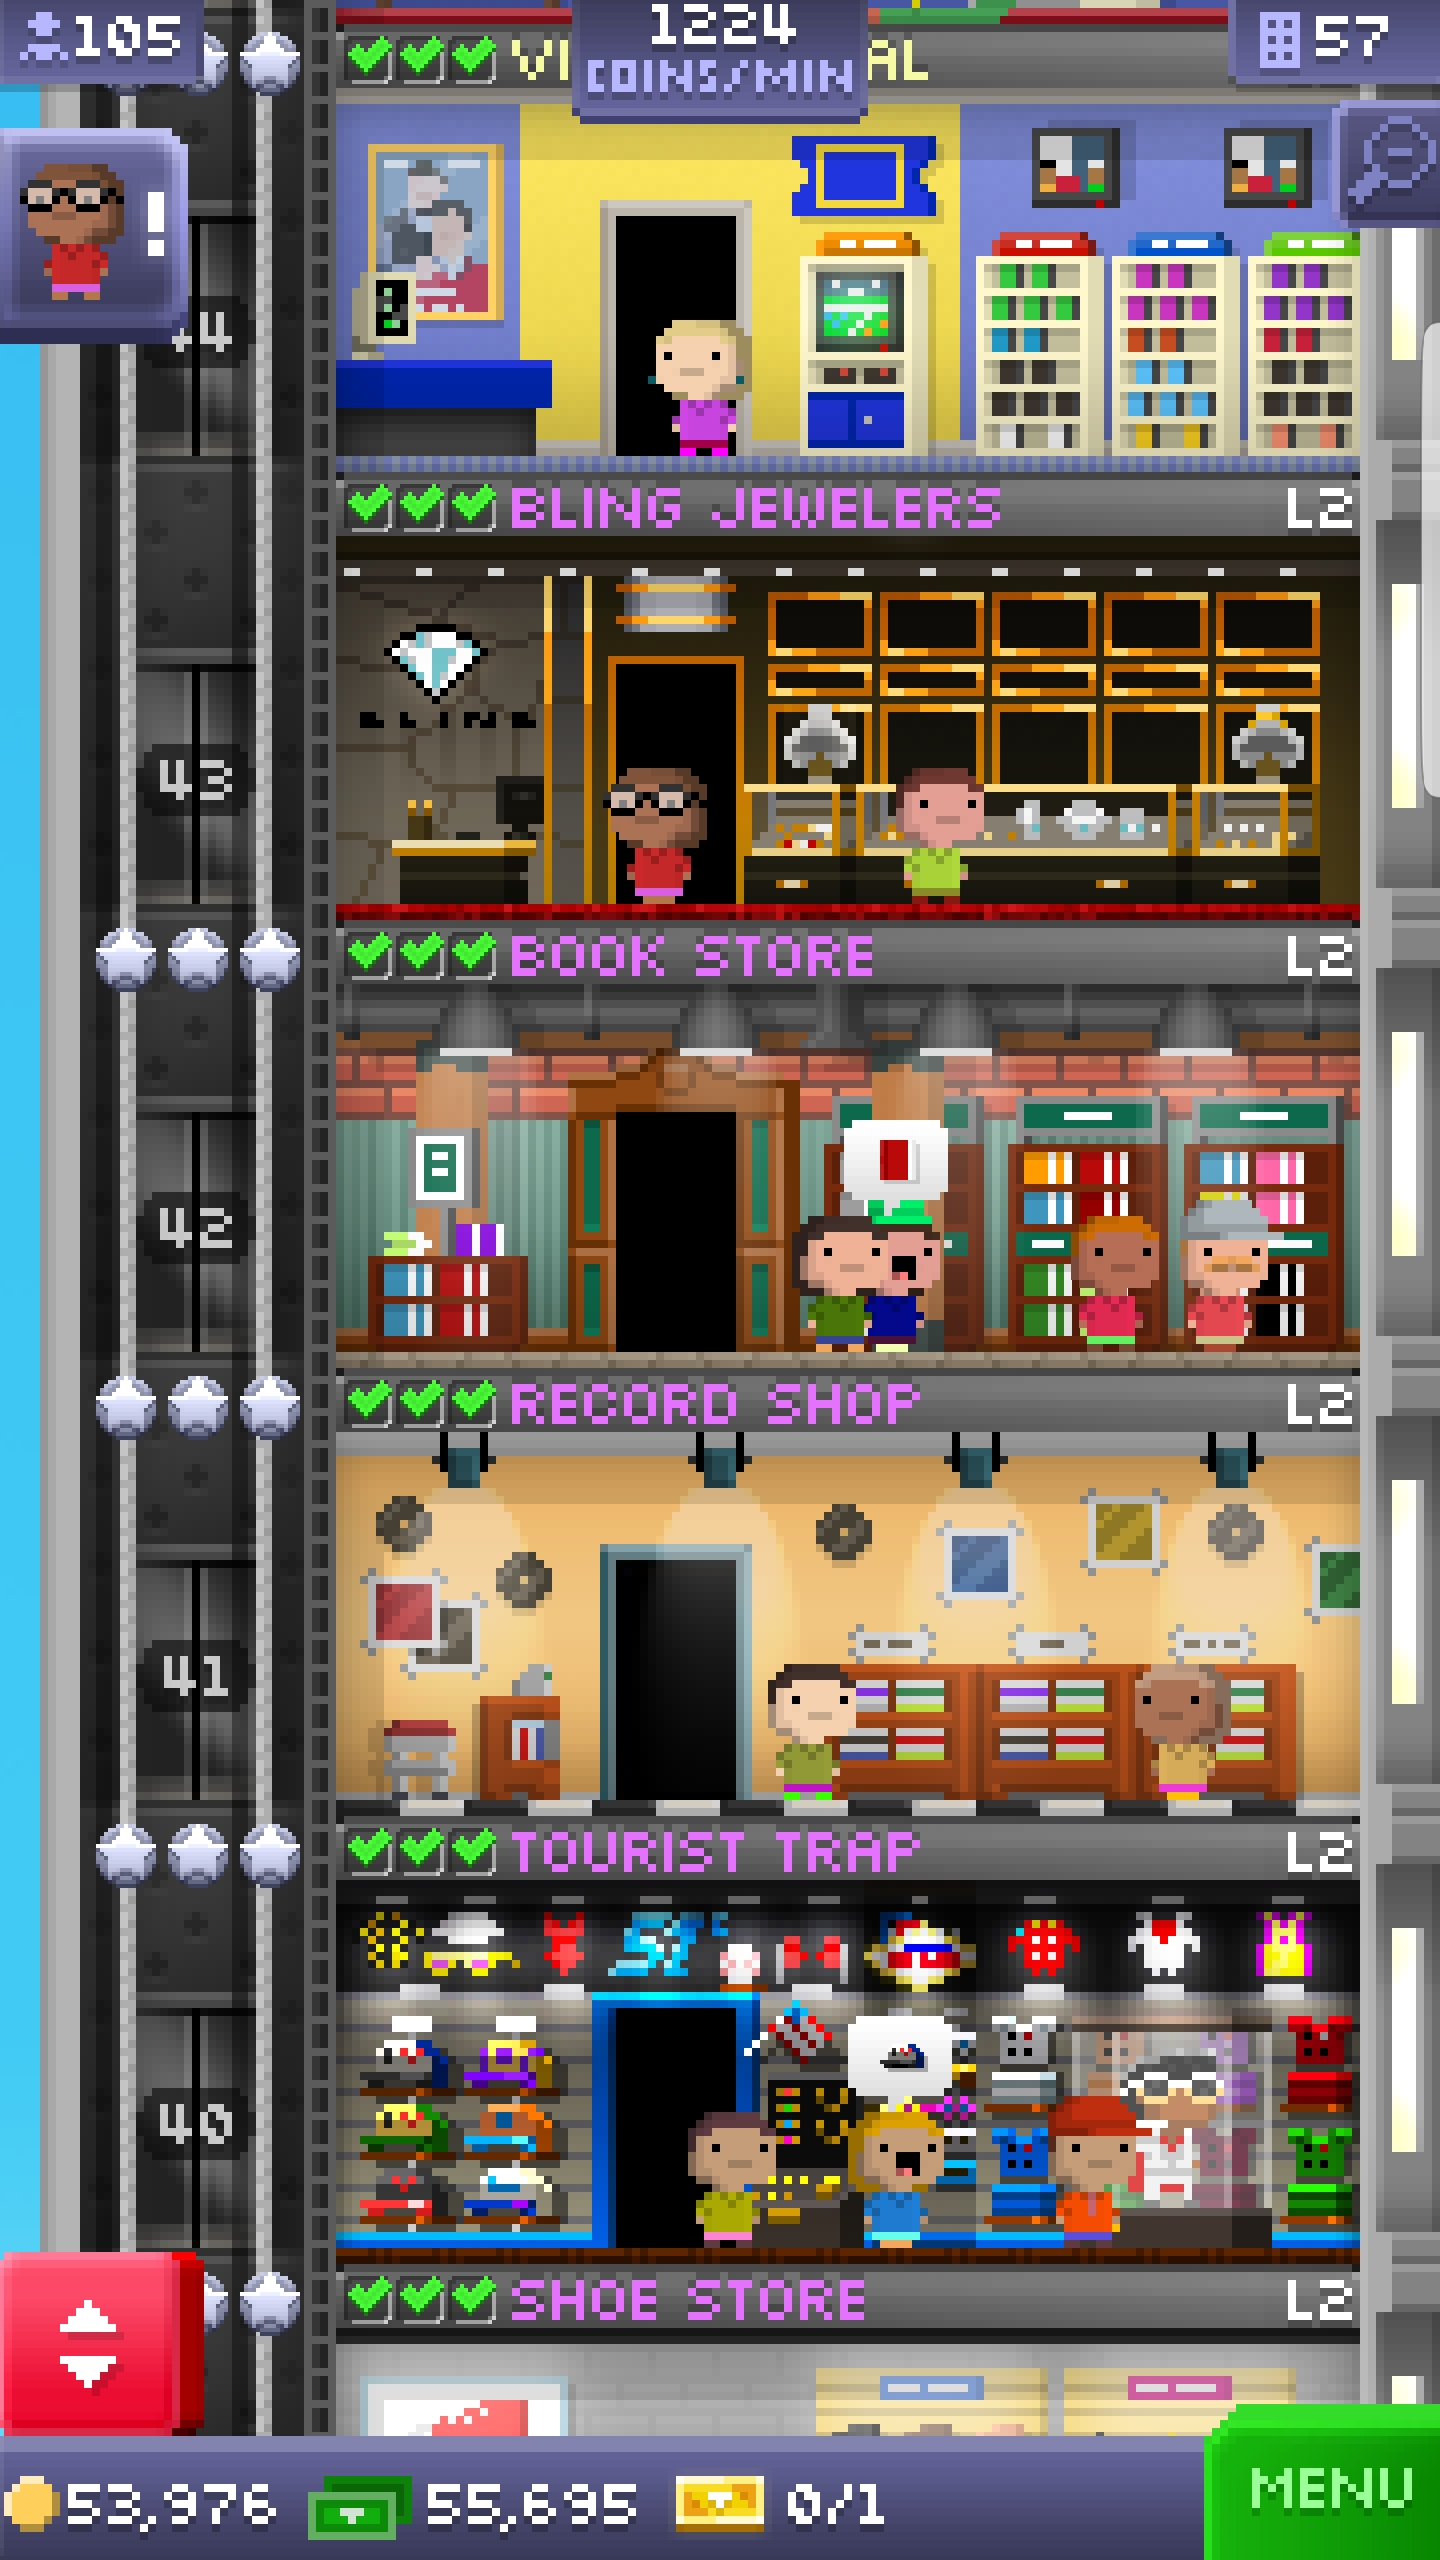 105
1224
COINS/MIN
57
!
VI AL
44
BLING JEWELERS L2
BLING
43
BOOK STORE L2
42
RECORD SHOP L2
41
TOURIST TRAP L2
40
SHOE STORE L2
53,976 55,695 0/1
MENU